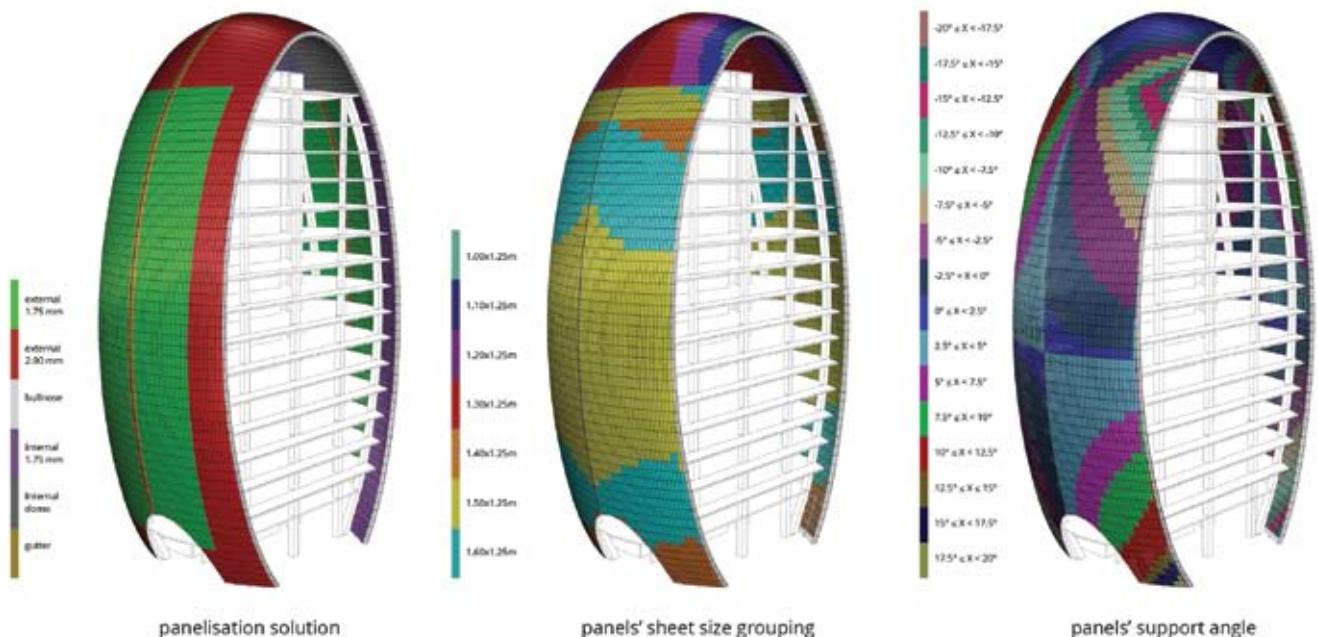 external
1.75 mm
external
2.00 mm
bullnose
internal
1.75 mm
internal
dome
gutter
panelisation solution
1.00x1.25m
1.10x1.25m
1.20x1.25m
1.30x1.25m
1.40x1.25m
1.50x1.25m
1.60x1.25m
panels' sheet size grouping
-20° ≤ X < -17.5°
-17.5° ≤ X < -15°
-15° ≤ X < -12.5°
-12.5° ≤ X < -10°
-10° ≤ X < -7.5°
-7.5° ≤ X < -5°
-5° ≤ X < -2.5°
-2.5° < X < 0°
0° ≤ X < 2.5°
2.5° ≤ X < 5°
5° ≤ X < 7.5°
7.5° ≤ X < 10°
10° ≤ X < 12.5°
12.5° ≤ X ≤ 15°
15° ≤ X < 17.5°
17.5° ≤ X < 20°
panels' support angle